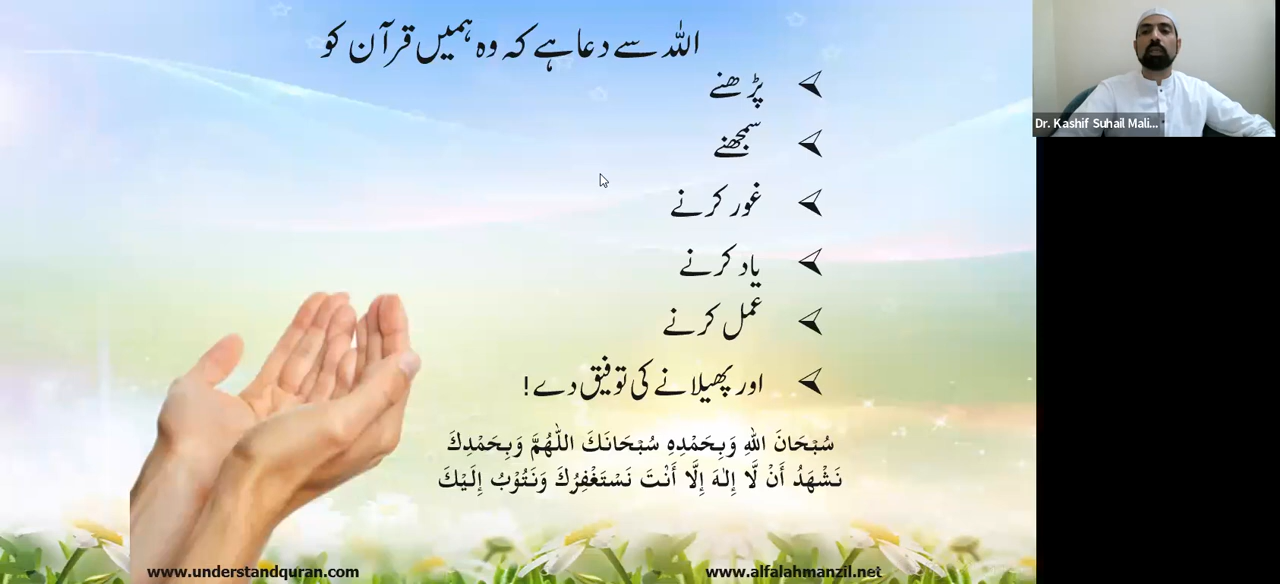 اللہ سے دعا ہے کہ وہ ہمیں قرآن کو
پڑھنے
سمجھنے
غور کرنے
یاد کرنے
عمل کرنے
اور پھیلانے کی توفیق دے!
سُبْحَانَ اللهِ وَبِحَمْدِهِ سُبْحَانَكَ اللّٰهُمَّ وَبِحَمْدِكَ
نَشْهَدُ أَنْ لَّا إِلٰهَ إِلَّا أَنْتَ نَسْتَغْفِرُكَ وَنَتُوْبُ إِلَيْكَ
www.understandquran.com
www.alfalahmanzil.net
Dr. Kashif Suhail Mali...